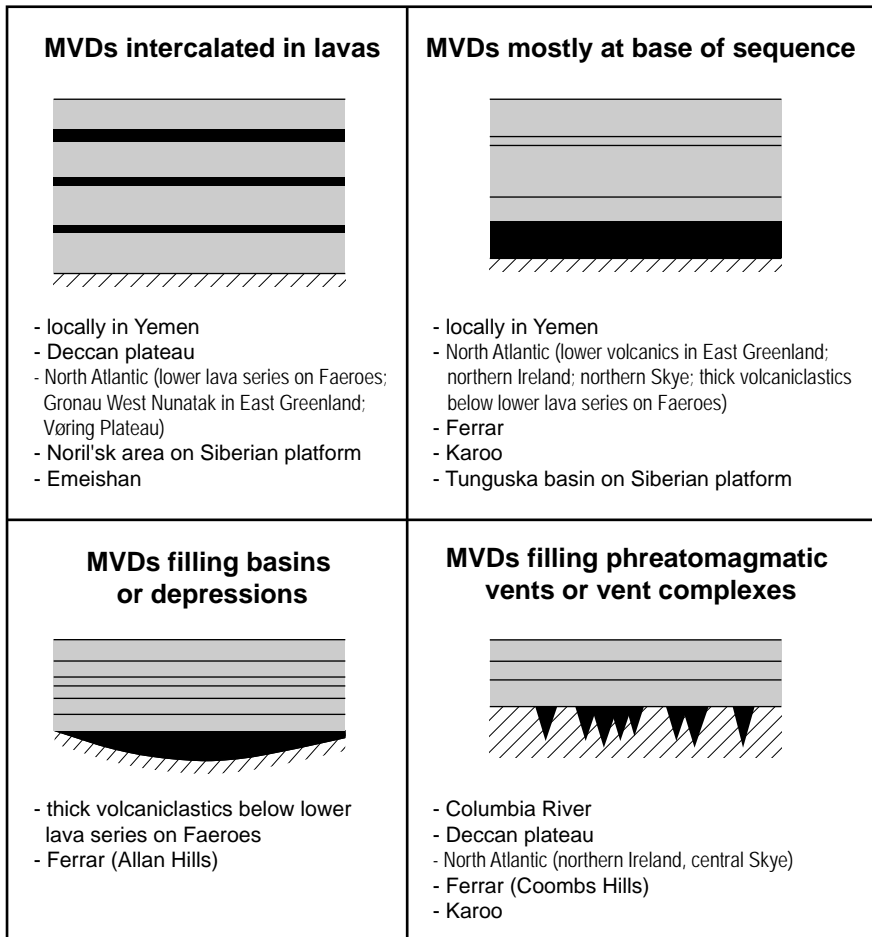 MVDs intercalated in lavas
- locally in Yemen
- Deccan plateau
- North Atlantic (lower lava series on Faeroes;
Gronau West Nunatak in East Greenland;
Vøring Plateau)
- Noril'sk area on Siberian platform
- Emeishan
MVDs mostly at base of sequence
- locally in Yemen
- North Atlantic (lower volcanics in East Greenland;
northern Ireland; northern Skye; thick volcaniclastics
below lower lava series on Faeroes)
- Ferrar
- Karoo
- Tunguska basin on Siberian platform
MVDs filling basins
or depressions
- thick volcaniclastics below lower
lava series on Faeroes
- Ferrar (Allan Hills)
MVDs filling phreatomagmatic
vents or vent complexes
- Columbia River
- Deccan plateau
- North Atlantic (northern Ireland, central Skye)
- Ferrar (Coombs Hills)
- Karoo